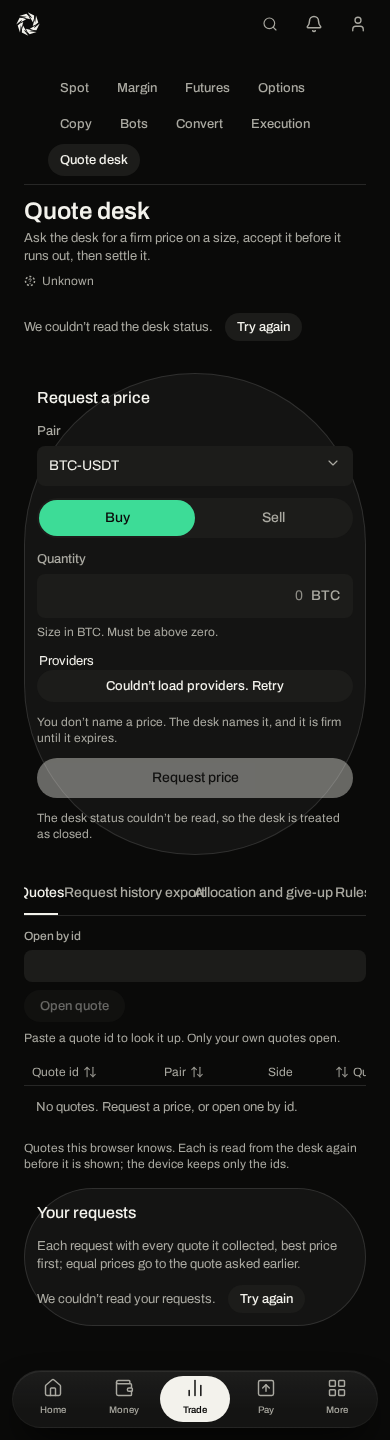 Spot Margin Futures Options
Copy Bots Convert Execution
Quote desk
Quote desk
Ask the desk for a firm price on a size, accept it before it
runs out, then settle it.
Unknown
We couldn't read the desk status. Try again
Request a price
Pair
BTC-USDT
Buy Sell
Quantity
0 BTC
Size in BTC. Must be above zero.
Providers
Couldn't load providers. Retry
You don't name a price. The desk names it, and it is firm
until it expires.
Request price
The desk status couldn't be read, so the desk is treated
as closed.
Quotes Request history export Allocation and give-up Rules
Open by id
Open quote
Paste a quote id to look it up. Only your own quotes open.
Quote id Pair Side Qu
No quotes. Request a price, or open one by id.
Quotes this browser knows. Each is read from the desk again
before it is shown; the device keeps only the ids.
Your requests
Each request with every quote it collected, best price
first; equal prices go to the quote asked earlier.
We couldn't read your requests. Try again
Home Money Trade Pay More